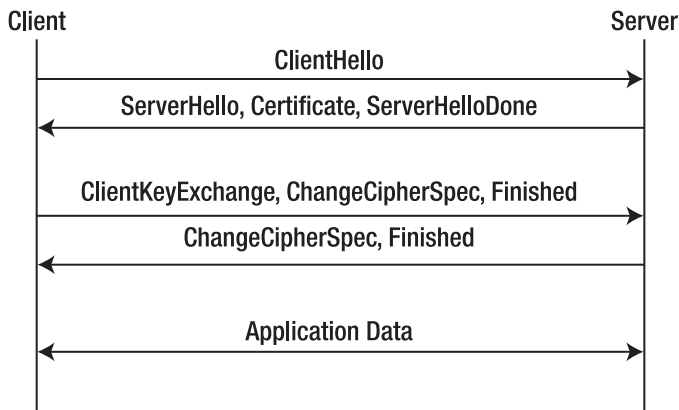 Client
Server
ClientHello
ServerHello, Certificate, ServerHelloDone
ClientKeyExchange, ChangeCipherSpec, Finished
ChangeCipherSpec, Finished
Application Data